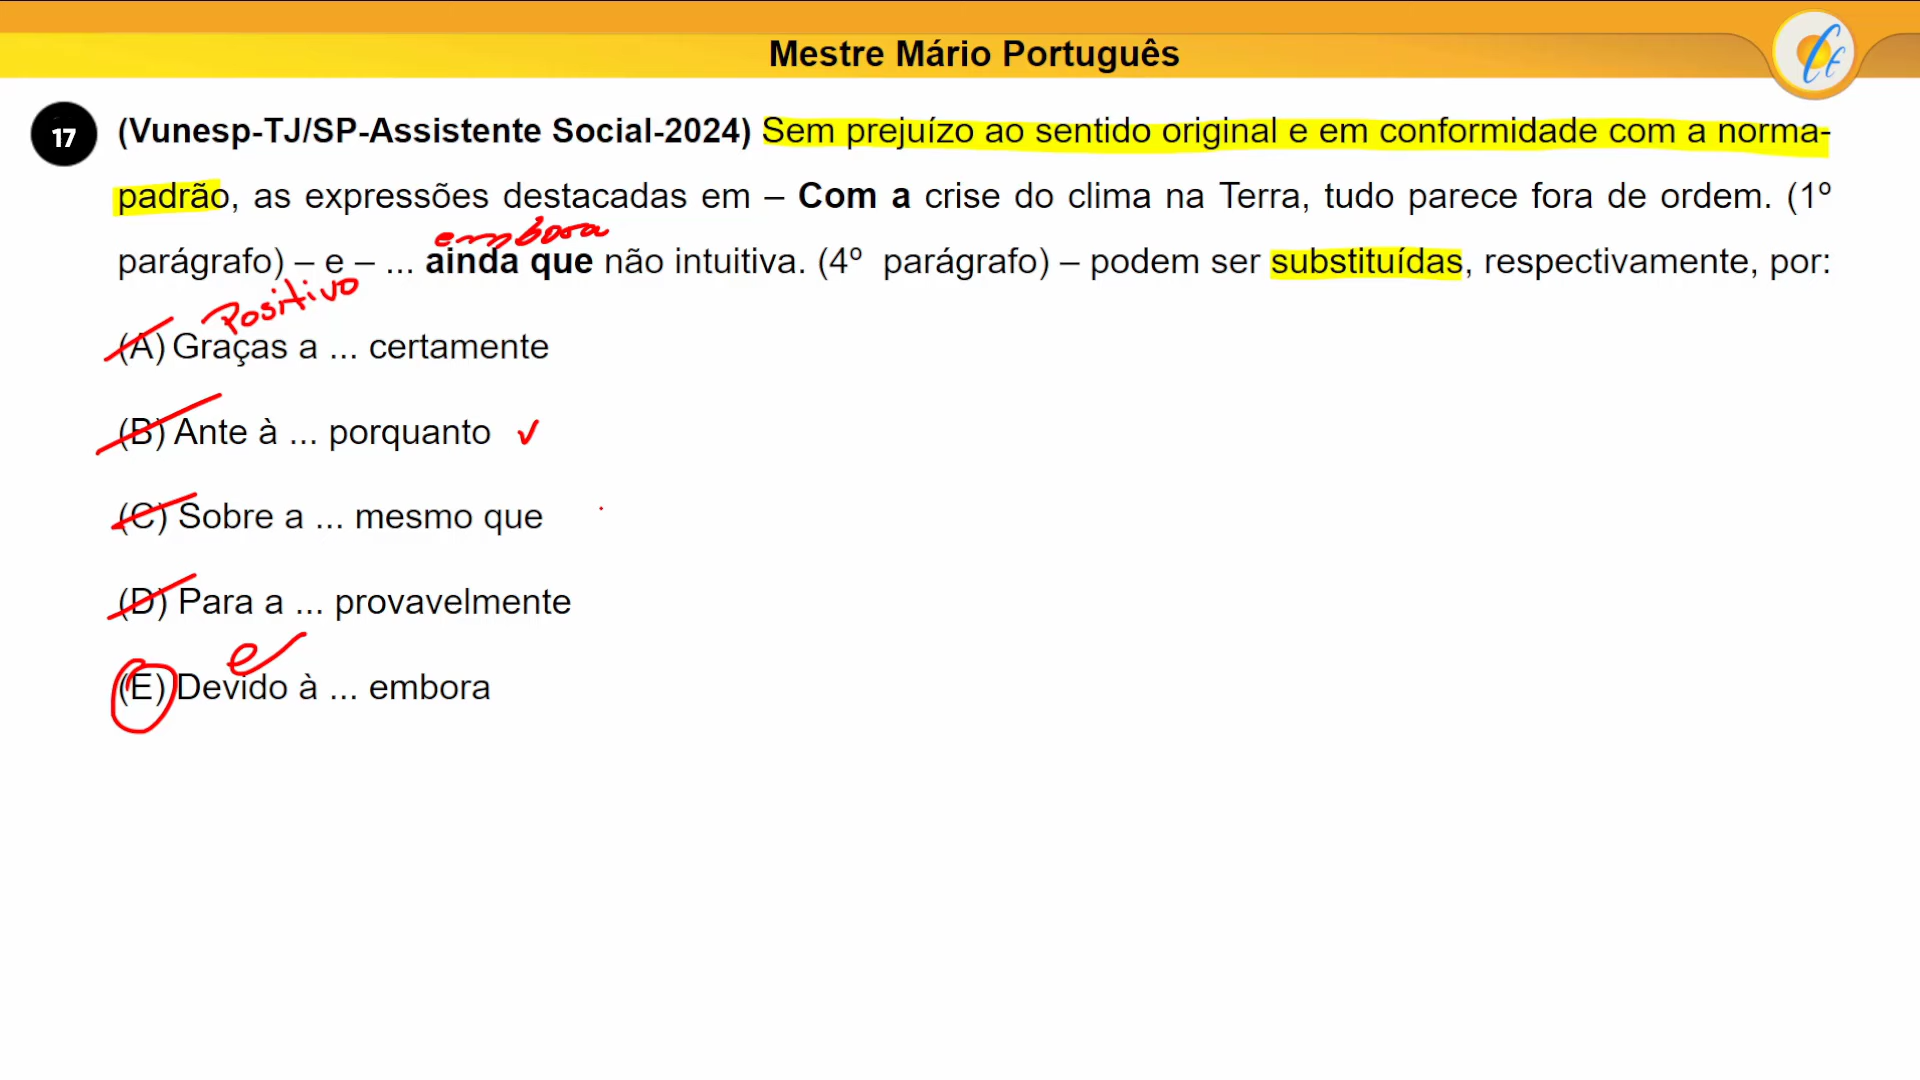 Mestre Mário Português
CE
17
(Vunesp-TJ/SP-Assistente Social-2024) Sem prejuízo ao sentido original e em conformidade com a norma-
padrão, as expressões destacadas em – Com a crise do clima na Terra, tudo parece fora de ordem. (1º
embora
parágrafo) – e – ... ainda que não intuitiva. (4º parágrafo) – podem ser substituídas, respectivamente, por:
Positivo
(A) Graças a ... certamente
(B) Ante à ... porquanto ✓
(C) Sobre a ... mesmo que
(D) Para a ... provavelmente
e
(E) Devido à ... embora